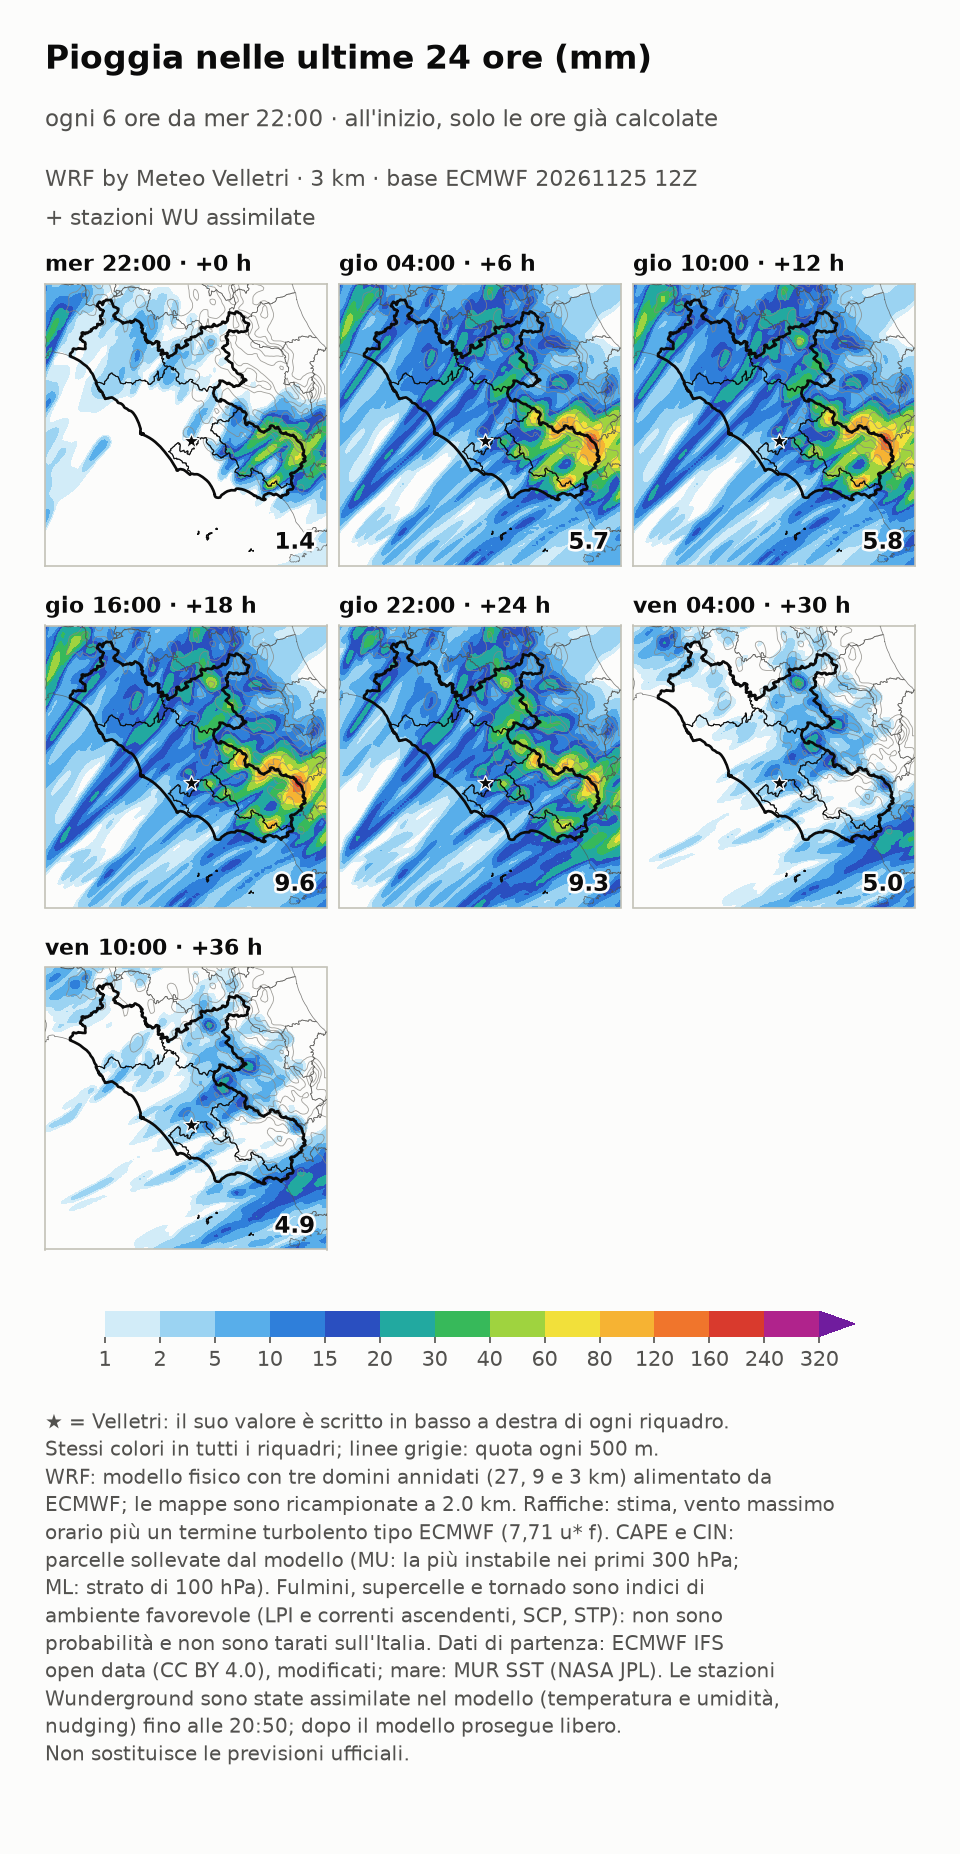 Pioggia nelle ultime 24 ore (mm)
ogni 6 ore da mer 22:00 · all'inizio, solo le ore già calcolate
WRF by Meteo Velletri · 3 km · base ECMWF 20261125 12Z
+ stazioni WU assimilate
mer 22:00 · +0 h
gio 04:00 · +6 h
gio 10:00 · +12 h
1.4
5.7
5.8
gio 16:00 · +18 h
gio 22:00 · +24 h
ven 04:00 · +30 h
9.6
9.3
5.0
ven 10:00 · +36 h
4.9
1 2 5 10 15 20 30 40 60 80 120 160 240 320
★ = Velletri: il suo valore è scritto in basso a destra di ogni riquadro.
Stessi colori in tutti i riquadri; linee grigie: quota ogni 500 m.
WRF: modello fisico con tre domini annidati (27, 9 e 3 km) alimentato da
ECMWF; le mappe sono ricampionate a 2.0 km. Raffiche: stima, vento massimo
orario più un termine turbolento tipo ECMWF (7,71 u* f). CAPE e CIN:
parcelle sollevate dal modello (MU: la più instabile nei primi 300 hPa;
ML: strato di 100 hPa). Fulmini, supercelle e tornado sono indici di
ambiente favorevole (LPI e correnti ascendenti, SCP, STP): non sono
probabilità e non sono tarati sull'Italia. Dati di partenza: ECMWF IFS
open data (CC BY 4.0), modificati; mare: MUR SST (NASA JPL). Le stazioni
Wunderground sono state assimilate nel modello (temperatura e umidità,
nudging) fino alle 20:50; dopo il modello prosegue libero.
Non sostituisce le previsioni ufficiali.